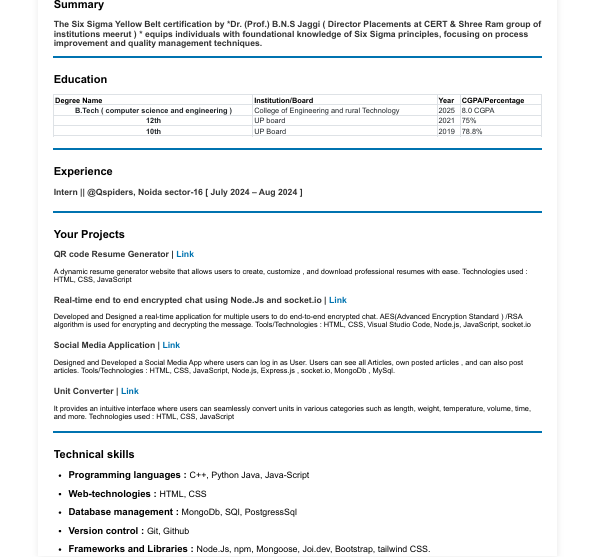 Summary
The Six Sigma Yellow Belt certification by *Dr. (Prof.) B.N.S Jaggi ( Director Placements at CERT & Shree Ram group of
institutions meerut ) * equips individuals with foundational knowledge of Six Sigma principles, focusing on process
improvement and quality management techniques.
Education
Degree Name Institution/Board Year CGPA/Percentage
B.Tech ( computer science and engineering ) College of Engineering and rural Technology 2025 8.0 CGPA
12th UP board 2021 75%
10th UP Board 2019 78.8%
Experience
Intern || @Qspiders, Noida sector-16 [ July 2024 – Aug 2024 ]
Your Projects
QR code Resume Generator | Link
A dynamic resume generator website that allows users to create, customize , and download professional resumes with ease. Technologies used :
HTML, CSS, JavaScript
Real-time end to end encrypted chat using Node.Js and socket.io | Link
Developed and Designed a real-time application for multiple users to do end-to-end encrypted chat. AES(Advanced Encryption Standard ) /RSA
algorithm is used for encrypting and decrypting the message. Tools/Technologies : HTML, CSS, Visual Studio Code, Node.js, JavaScript, socket.io
Social Media Application | Link
Designed and Developed a Social Media App where users can log in as User. Users can see all Articles, own posted articles , and can also post
articles. Tools/Technologies : HTML, CSS, JavaScript, Node.js, Express.js , socket.io, MongoDb , MySql.
Unit Converter | Link
It provides an intuitive interface where users can seamlessly convert units in various categories such as length, weight, temperature, volume, time,
and more. Technologies used : HTML, CSS, JavaScript
Technical skills
• Programming languages : C++, Python Java, Java-Script
• Web-technologies : HTML, CSS
• Database management : MongoDb, SQl, PostgressSql
• Version control : Git, Github
• Frameworks and Libraries : Node.Js, npm, Mongoose, Joi.dev, Bootstrap, tailwind CSS.